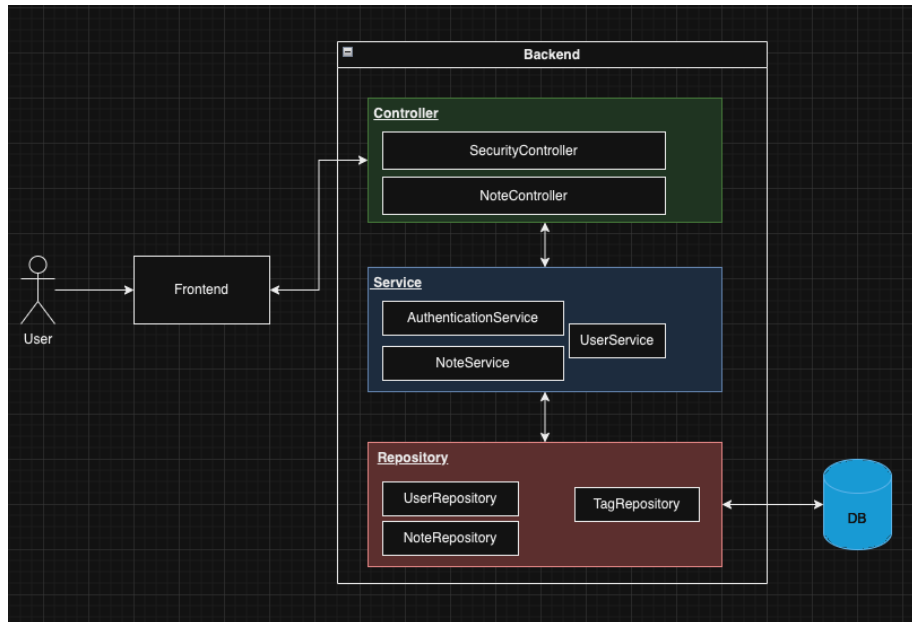 Backend
Controller
SecurityController
NoteController
User
Frontend
Service
AuthenticationService
UserService
NoteService
Repository
UserRepository
TagRepository
NoteRepository
DB